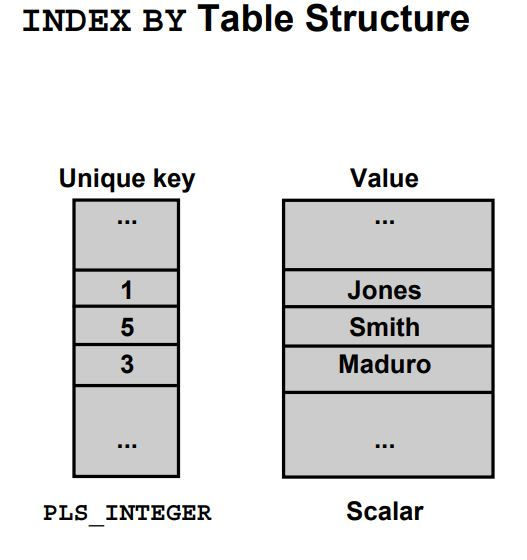 INDEX BY Table Structure
Unique key Value
... ...
1 Jones
5 Smith
3 Maduro
... ...
PLS_INTEGER Scalar